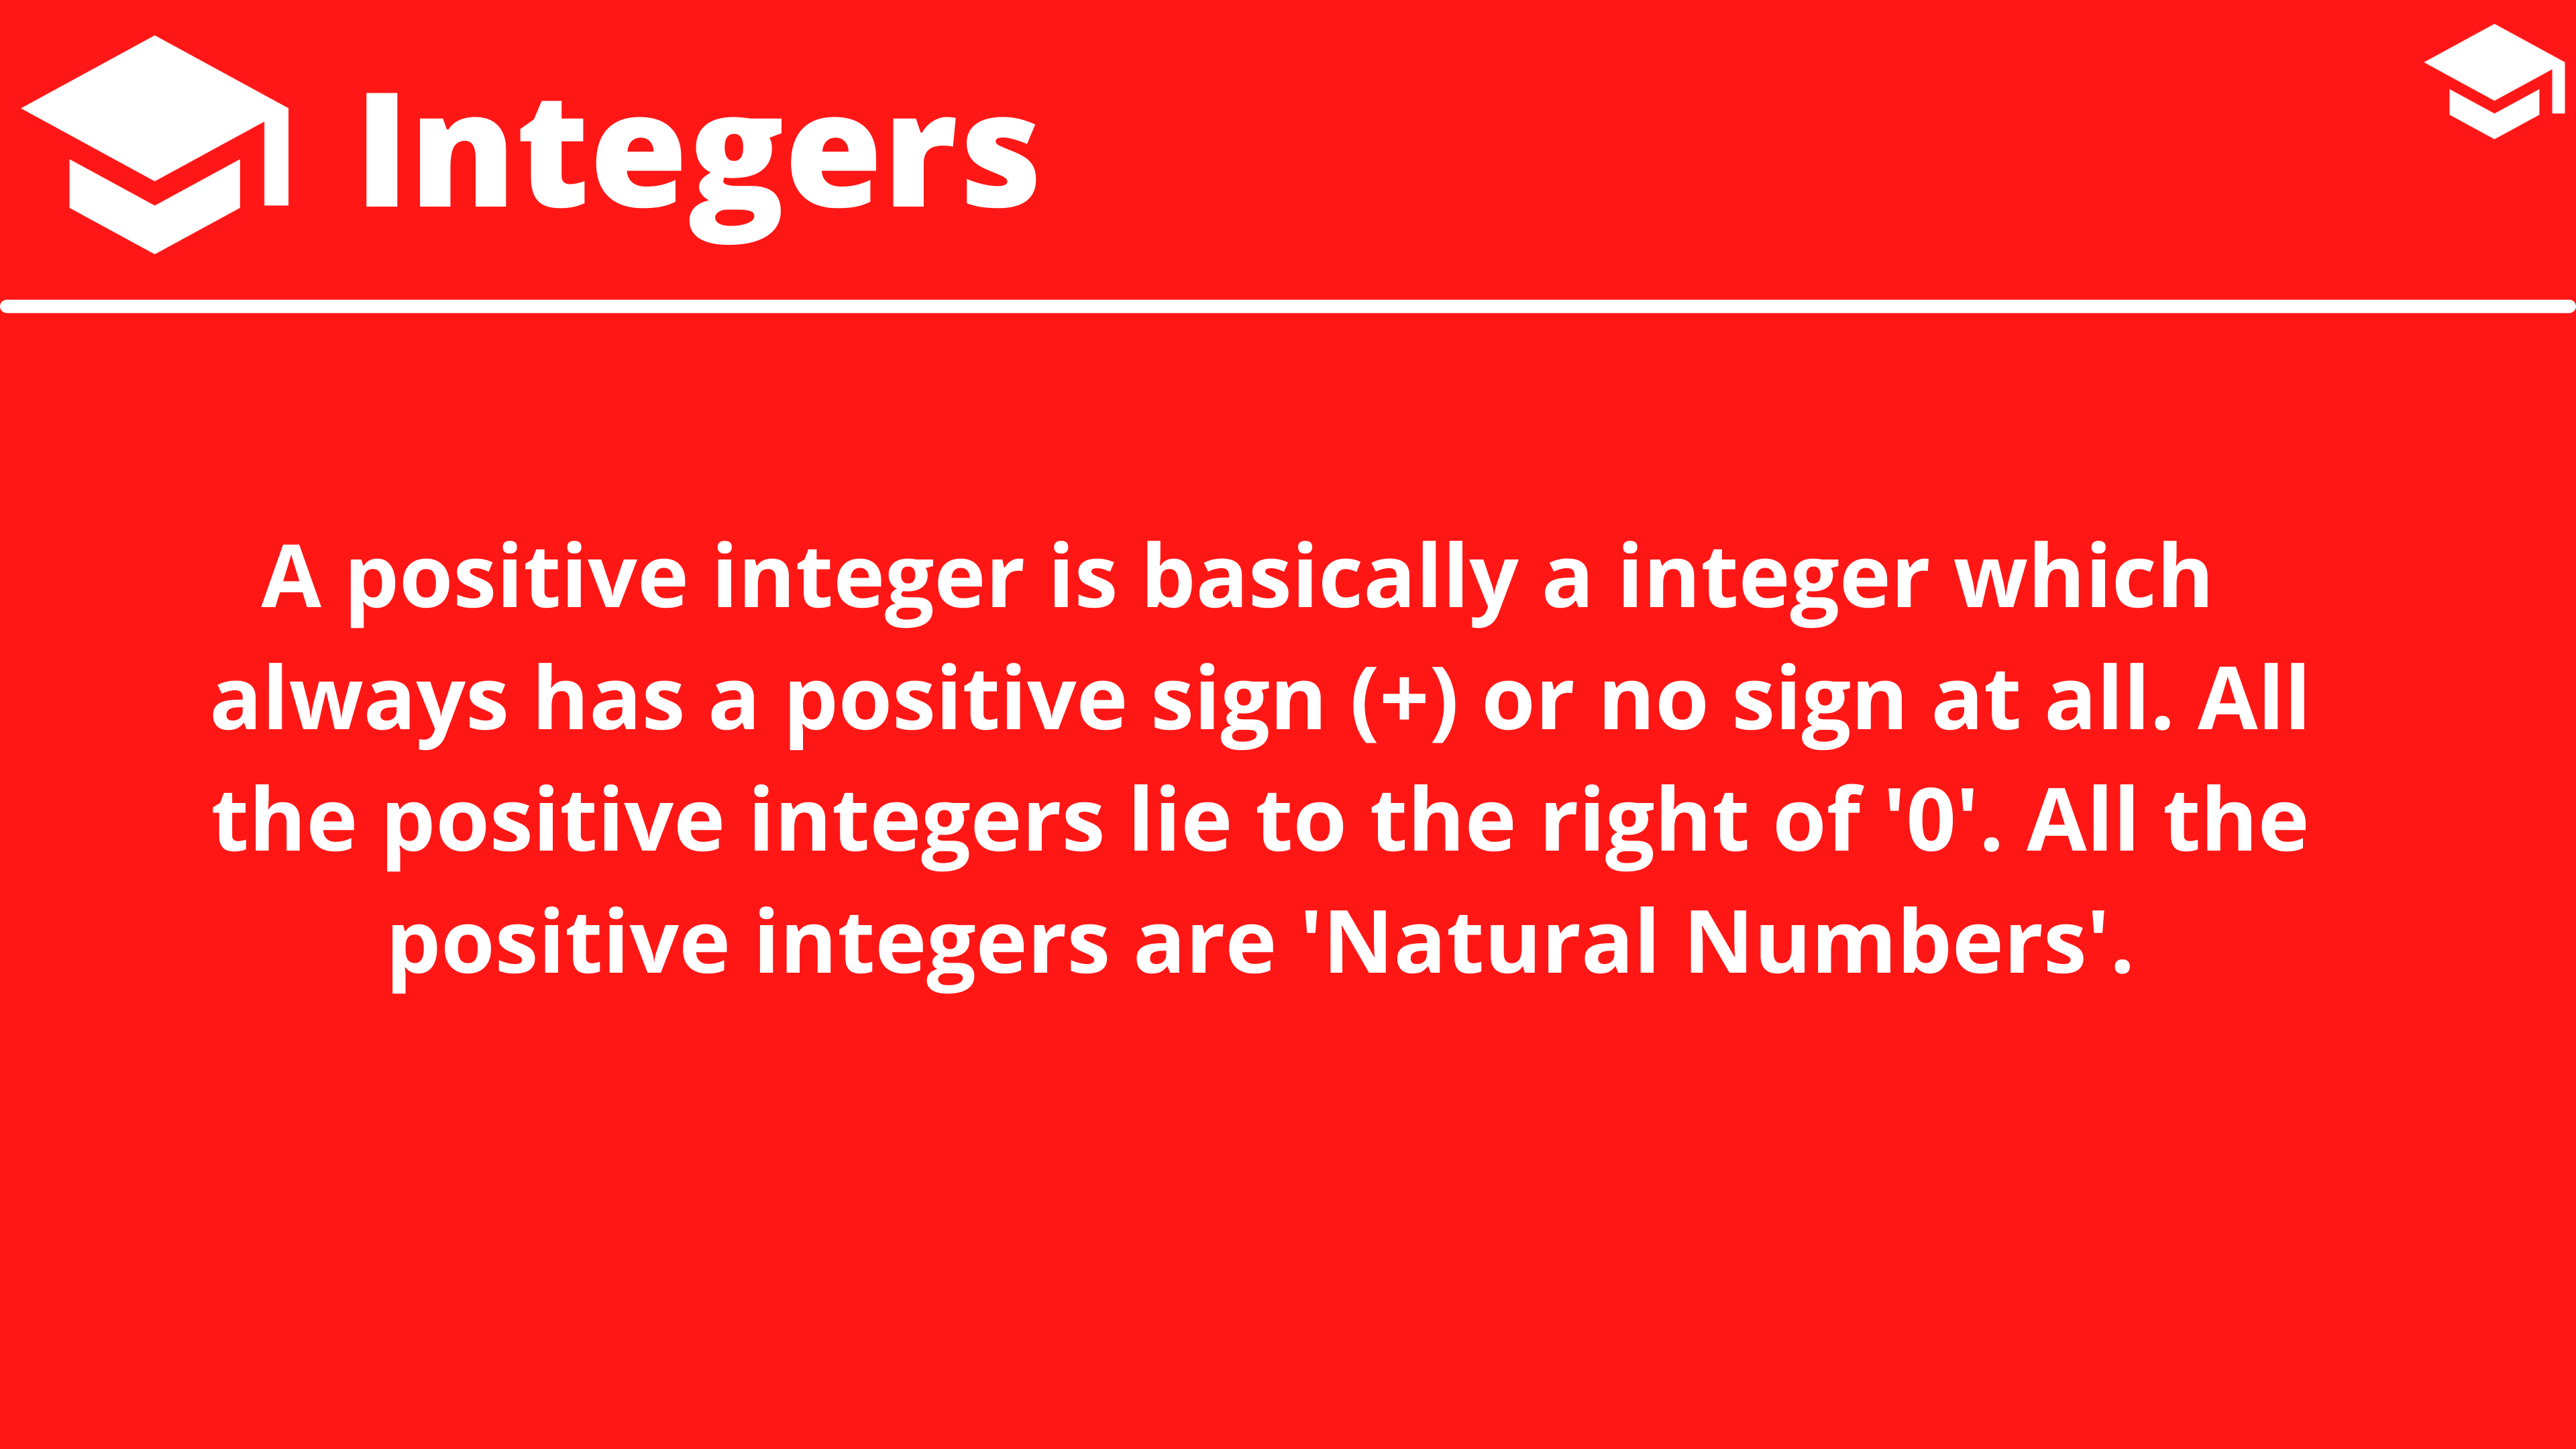 Integers
A positive integer is basically a integer which
always has a positive sign (+) or no sign at all. All
the positive integers lie to the right of '0'. All the
positive integers are 'Natural Numbers'.